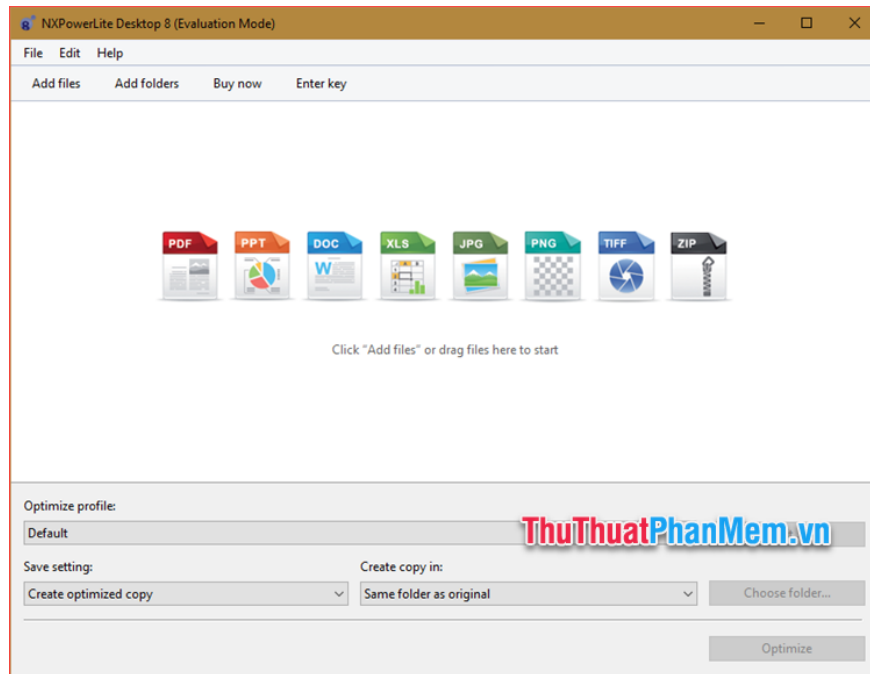 NXPowerLite Desktop 8 (Evaluation Mode)
File Edit Help
Add files Add folders Buy now Enter key
PDF PPT DOC XLS JPG PNG TIFF ZIP
W
Click "Add files" or drag files here to start
Optimize profile:
Default
ThuThuatPhanMem.vn
Save setting: Create copy in:
Create optimized copy Same folder as original Choose folder...
Optimize